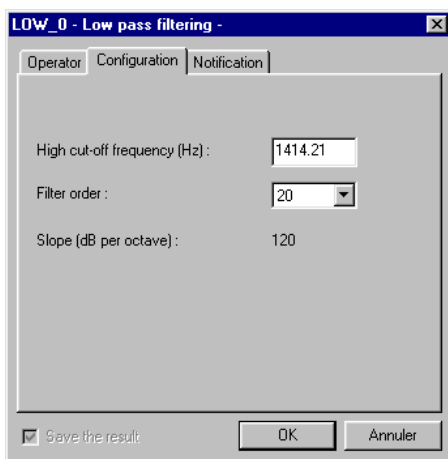 LOW_0 - Low pass filtering -
Operator Configuration Notification
High cut-off frequency (Hz) : 1414.21
Filter order : 20
Slope (dB per octave) : 120
Save the result OK Annuler